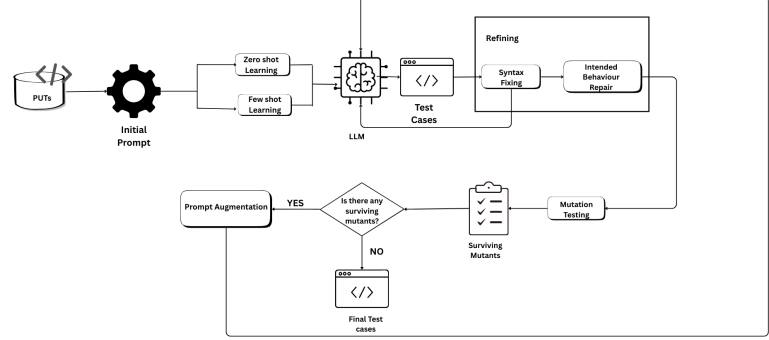 Refining
Zero shot
Learning
PUTs
Few shot
Learning
Initial
Prompt
LLM
Test
Cases
Syntax
Fixing
Intended
Behaviour
Repair
Prompt Augmentation
YES
Is there any
surviving
mutants?
Surviving
Mutants
Mutation
Testing
NO
Final Test
cases